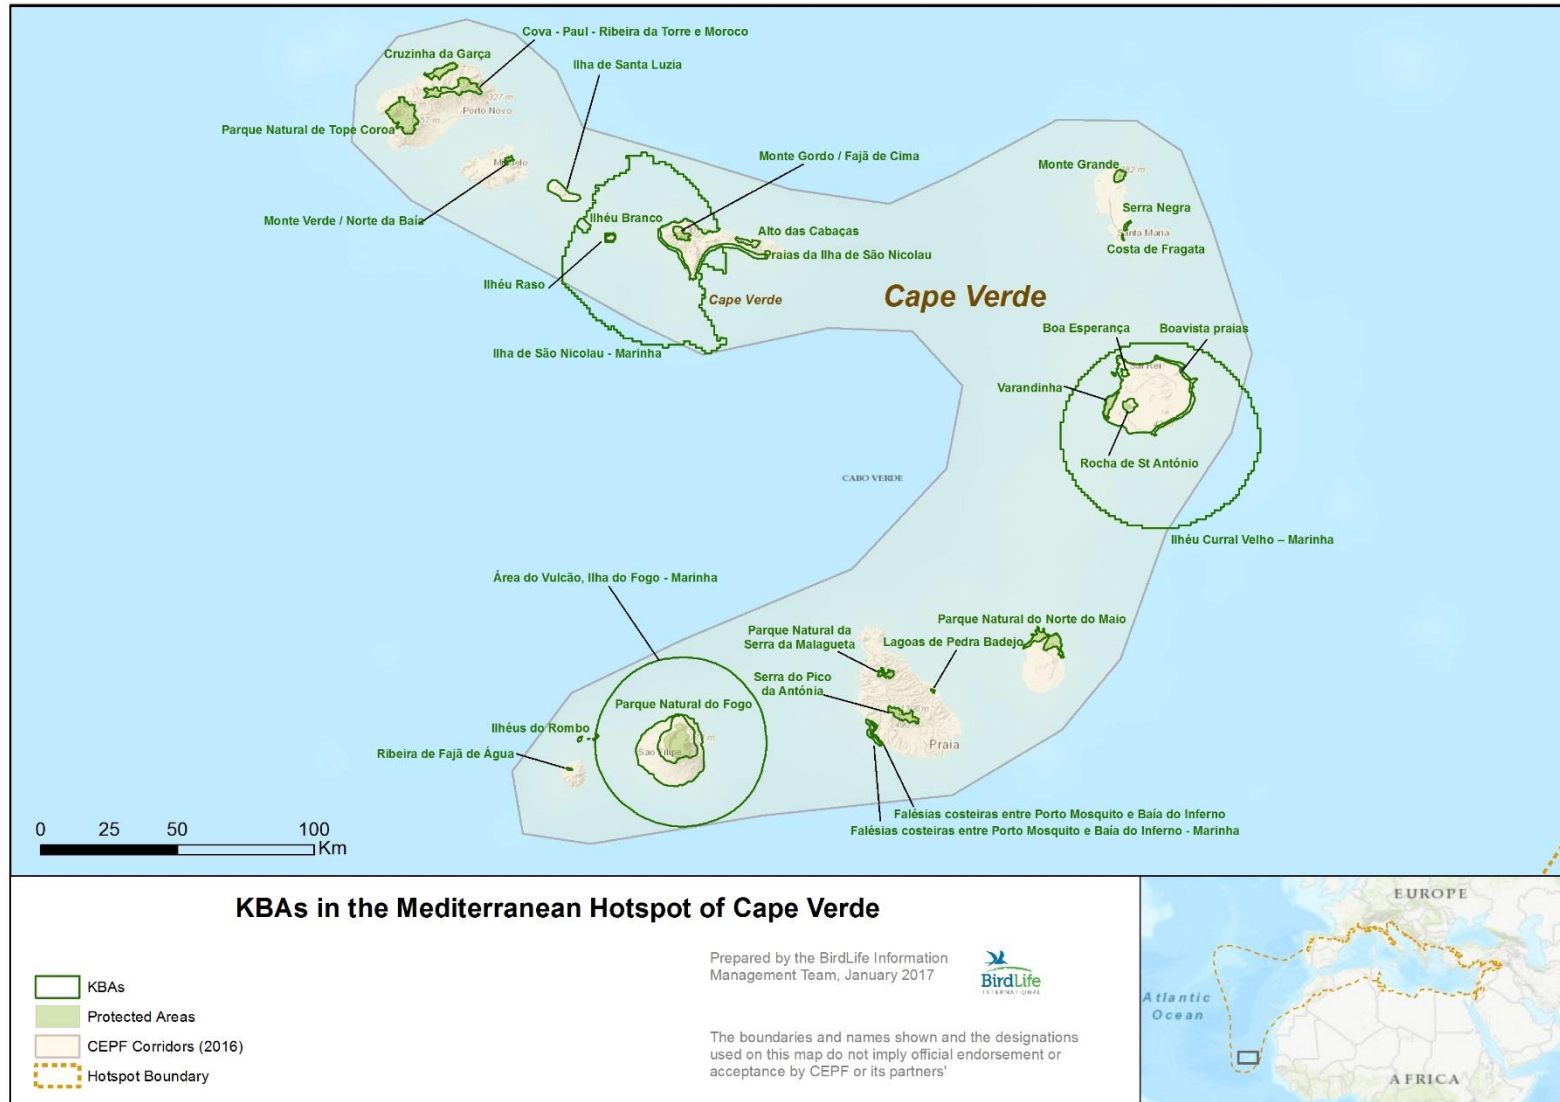 Cova - Paul - Ribeira da Torre e Moroco
Cruzinha da Garça
Ilha de Santa Luzia
Porto Novo
Parque Natural de Tope Coroa
Monte Gordo / Fajã de Cima
Monte Grande
Monte Verde / Norte da Baía
Ilhéu Branco
Serra Negra
Alto das Cabaças
Santa Maria
Costa de Fragata
Praias da Ilha de São Nicolau
Ilhéu Raso
Cape Verde
Cape Verde
Boa Esperança
Boavista praias
Ilha de São Nicolau - Marinha
Sal Rei
Varandinha
Rocha de St António
CABO VERDE
Ilhéu Curral Velho – Marinha
Área do Vulcão, Ilha do Fogo - Marinha
Parque Natural do Norte do Maio
Parque Natural da
Serra da Malagueta
Lagoas de Pedra Badejo
Serra do Pico
da Antónia
Parque Natural do Fogo
Ilhéus do Rombo
Sao Filipe
Praia
Ribeira de Fajã de Água
Falésias costeiras entre Porto Mosquito e Baía do Inferno
Falésias costeiras entre Porto Mosquito e Baía do Inferno - Marinha
0 25 50 100
Km
KBAs in the Mediterranean Hotspot of Cape Verde
KBAs
Protected Areas
CEPF Corridors (2016)
Hotspot Boundary
Prepared by the BirdLife Information
Management Team, January 2017
BirdLife
INTERNATIONAL
The boundaries and names shown and the designations
used on this map do not imply official endorsement or
acceptance by CEPF or its partners'
EUROPE
Atlantic
Ocean
AFRICA